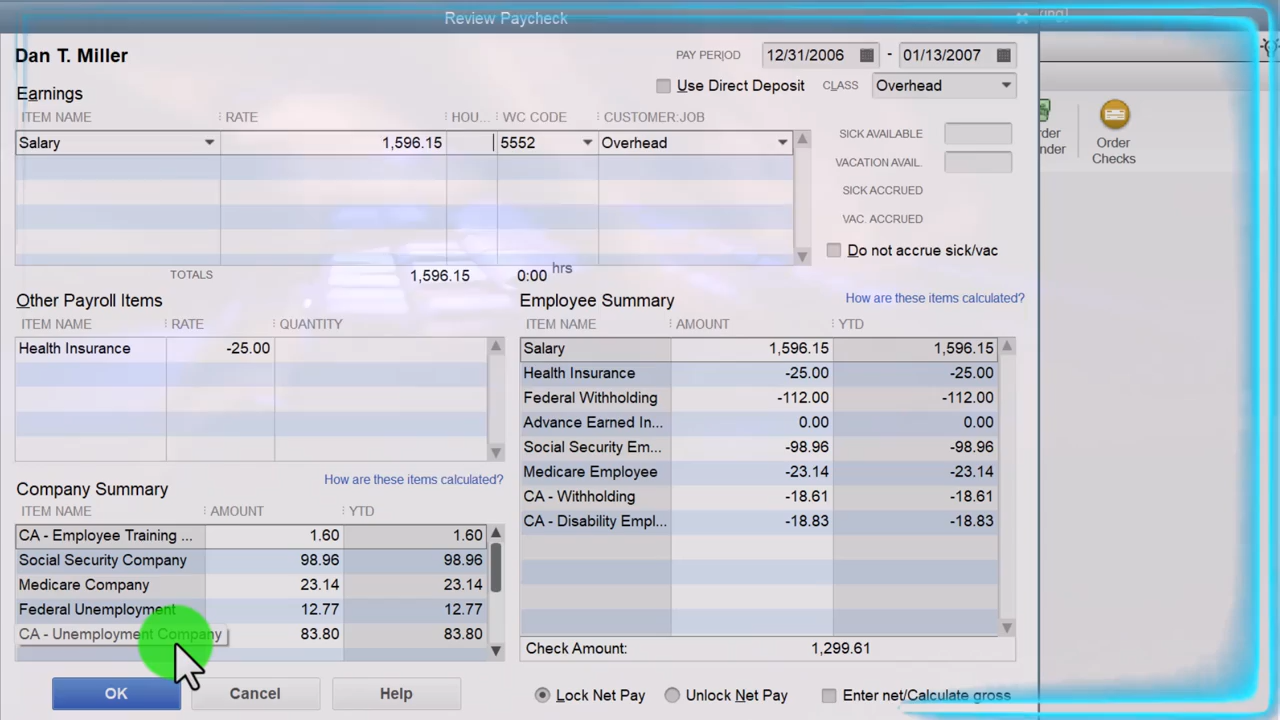 Review Paycheck
Dan T. Miller
PAY PERIOD 12/31/2006 - 01/13/2007
Use Direct Deposit CLASS Overhead
Earnings
ITEM NAME RATE HOU... WC CODE CUSTOMER:JOB
Salary 1,596.15 5552 Overhead
SICK AVAILABLE
VACATION AVAIL.
SICK ACCRUED
VAC. ACCRUED
Do not accrue sick/vac
TOTALS 1,596.15 0:00 hrs
Other Payroll Items
ITEM NAME RATE QUANTITY
Health Insurance -25.00
How are these items calculated?
Company Summary
ITEM NAME AMOUNT YTD
CA - Employee Training ... 1.60 1.60
Social Security Company 98.96 98.96
Medicare Company 23.14 23.14
Federal Unemployment 12.77 12.77
CA - Unemployment Company 83.80 83.80
Employee Summary
How are these items calculated?
ITEM NAME AMOUNT YTD
Salary 1,596.15 1,596.15
Health Insurance -25.00 -25.00
Federal Withholding -112.00 -112.00
Advance Earned In... 0.00 0.00
Social Security Em... -98.96 -98.96
Medicare Employee -23.14 -23.14
CA - Withholding -18.61 -18.61
CA - Disability Empl... -18.83 -18.83
Check Amount: 1,299.61
OK Cancel Help
Lock Net Pay Unlock Net Pay Enter net/Calculate gross
Order
Checks